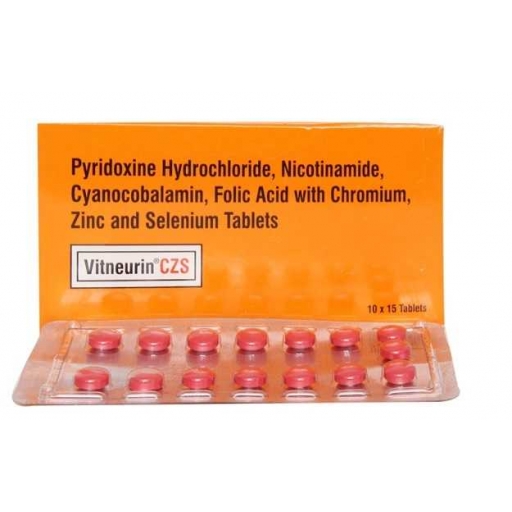 Pyridoxine Hydrochloride, Nicotinamide,
Cyanocobalamin, Folic Acid with Chromium,
Zinc and Selenium Tablets
Vitneurin®CZS
10 x 15 Tablets